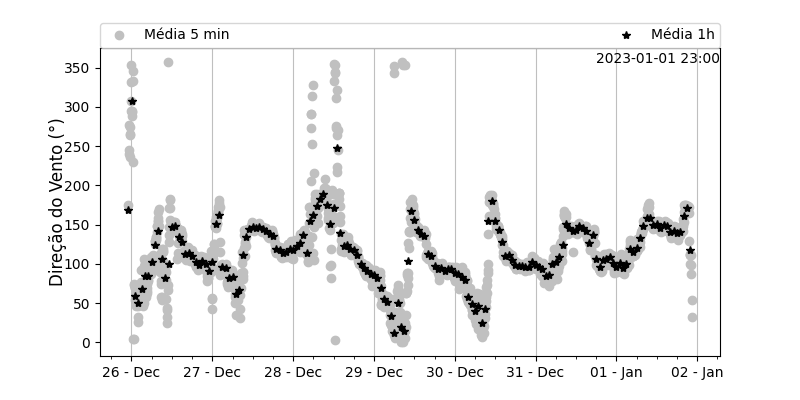 Média 5 min
Média 1h
2023-01-01 23:00
Direção do Vento (°)
350
300
250
200
150
100
50
0
26 - Dec
27 - Dec
28 - Dec
29 - Dec
30 - Dec
31 - Dec
01 - Jan
02 - Jan